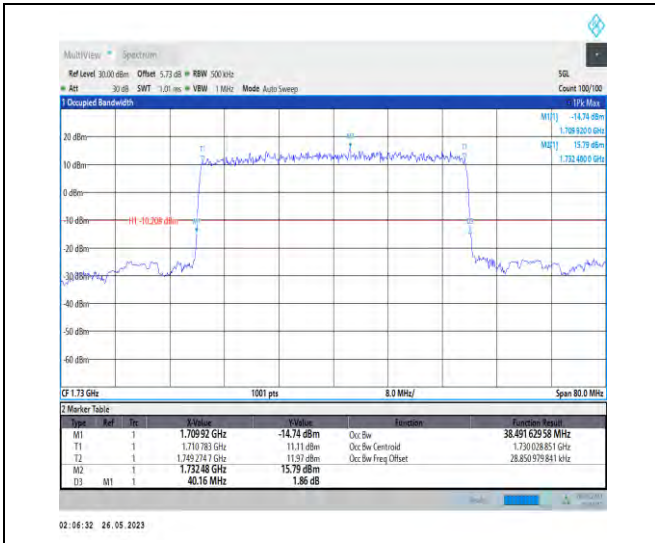 MultiView Spectrum
Ref Level 30.00 dBm Offset 5.73 dB RBW 500 kHz SGL
Att 30 dB SWT 1.01 ms VBW 1 MHz Mode Auto Sweep Count 100/100
1 Occupied Bandwidth 1Pk Max
M1[1] -14.74 dBm
1.709 920 0 GHz
M2[1] 15.79 dBm
1.732 480 0 GHz
20 dBm
10 dBm
0 dBm
-10 dBm
H1 -10.208 dBm
-20 dBm
-30 dBm
-40 dBm
-50 dBm
-60 dBm
T1
M2
T2
M1
D3
CF 1.73 GHz 1001 pts 8.0 MHz/ Span 80.0 MHz
2 Marker Table
Type Ref Trc X-Value Y-Value Function Function Result
M1 1 1.709 92 GHz -14.74 dBm Occ Bw 38.491 629 58 MHz
T1 1 1.710 783 GHz 11.11 dBm Occ Bw Centroid 1.730 028 851 GHz
T2 1 1.749 274 7 GHz 11.97 dBm Occ Bw Freq Offset 28.850 979 841 kHz
M2 1 1.732 48 GHz 15.79 dBm
D3 M1 1 40.16 MHz 1.86 dB
02:06:32 26.05.2023